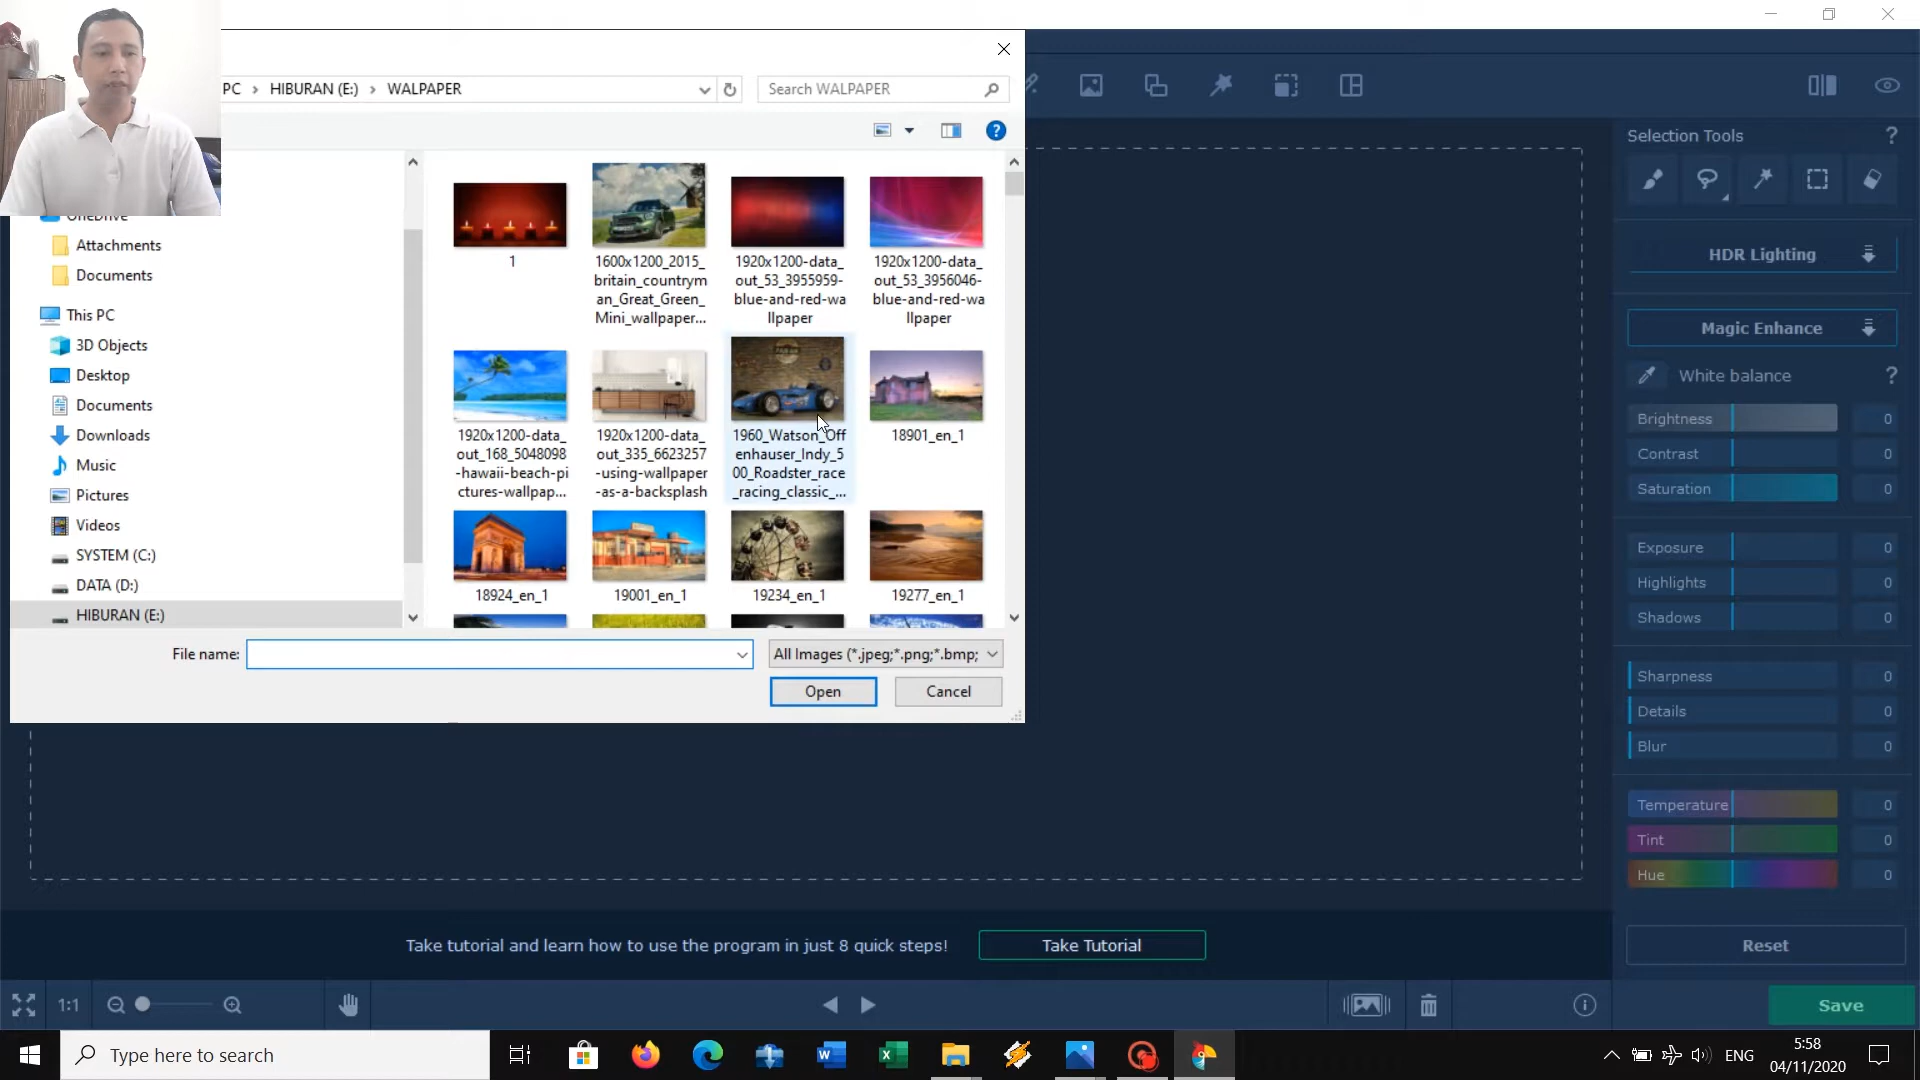 PC > HIBURAN (E:) > WALPAPER
Search WALPAPER
OneDrive
Attachments
Documents
This PC
3D Objects
Desktop
Documents
Downloads
Music
Pictures
Videos
SYSTEM (C:)
DATA (D:)
HIBURAN (E:)
1
1600x1200_2015_
britain_countrym
an_Great_Green_
Mini_wallpaper...
1920x1200-data_
out_53_3955959-
blue-and-red-wa
llpaper
1920x1200-data_
out_53_3956046-
blue-and-red-wa
llpaper
1920x1200-data_
out_168_5048098
-hawaii-beach-pi
ctures-wallpap...
1920x1200-data_
out_335_6623257
-using-wallpaper
-as-a-backsplash
1960_Watson_Off
enhauser_Indy_5
00_Roadster_race
_racing_classic_...
18901_en_1
18924_en_1
19001_en_1
19234_en_1
19277_en_1
File name:
All Images (*.jpeg;*.png;*.bmp;
Open
Cancel
Selection Tools ?
HDR Lighting
Magic Enhance
White balance ?
Brightness 0
Contrast 0
Saturation 0
Exposure 0
Highlights 0
Shadows 0
Sharpness 0
Details 0
Blur 0
Temperature 0
Tint 0
Hue 0
Reset
Save
Take tutorial and learn how to use the program in just 8 quick steps!
Take Tutorial
1:1
Type here to search
ENG
5:58
04/11/2020